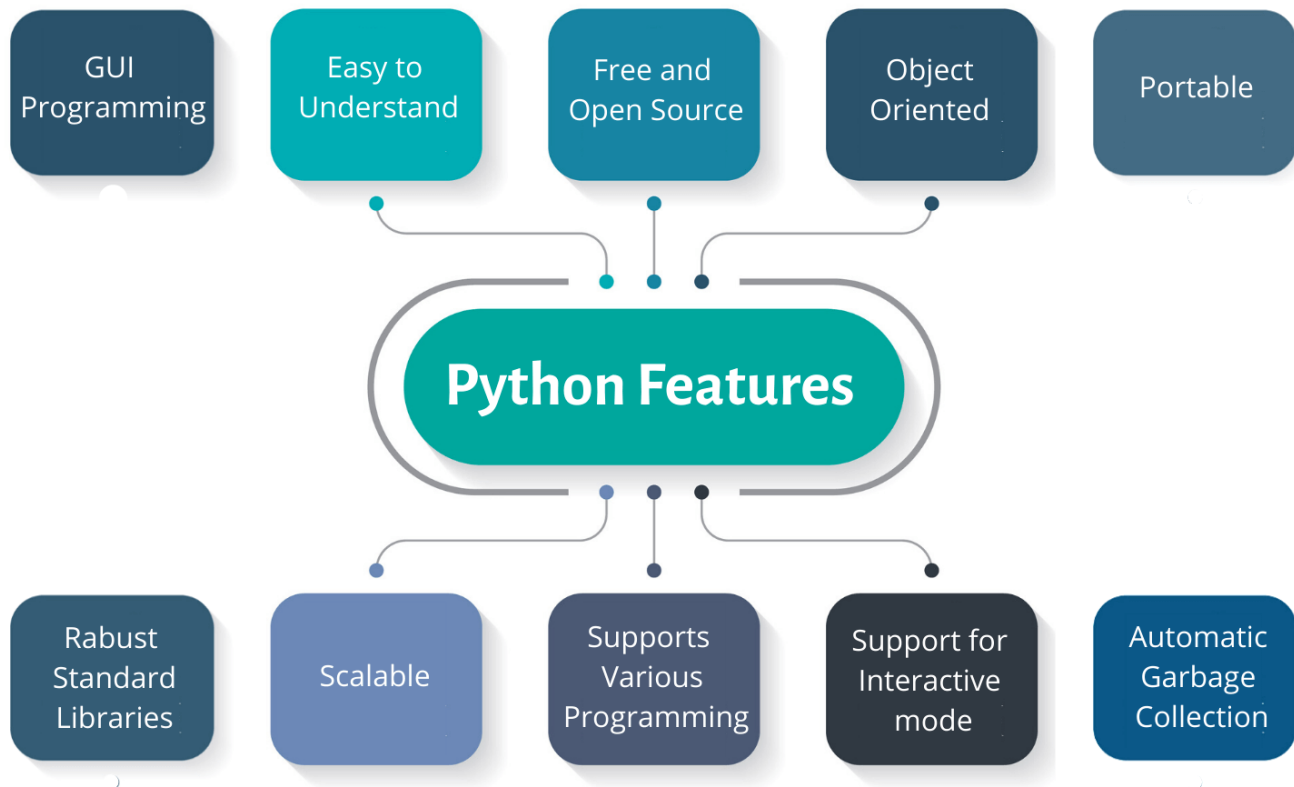 GUI
Programming
Easy to
Understand
Free and
Open Source
Object
Oriented
Portable
Python Features
Rabust
Standard
Libraries
Scalable
Supports
Various
Programming
Support for
Interactive
mode
Automatic
Garbage
Collection